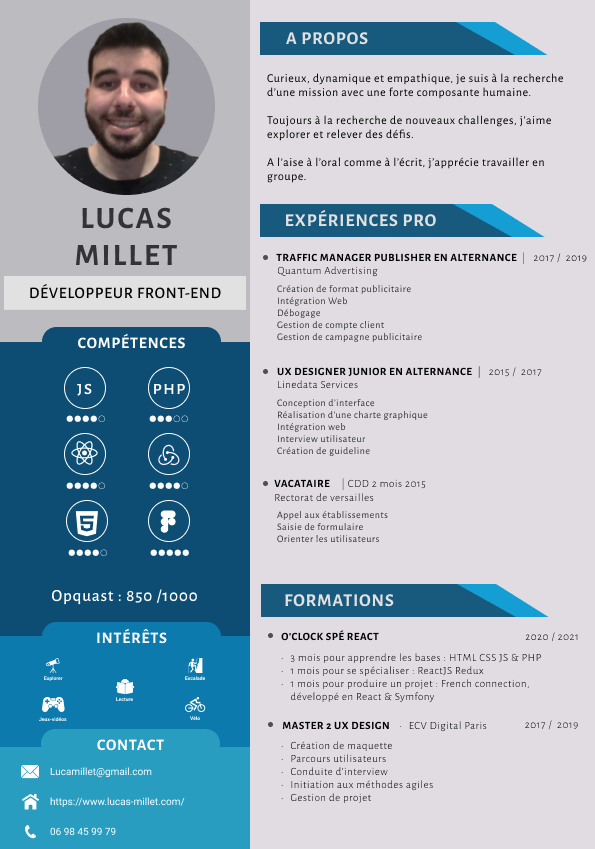 LUCAS
MILLET
DÉVELOPPEUR FRONT-END
COMPÉTENCES
JS
PHP
5
Opquast : 850 /1000
INTÉRÊTS
Explorer
Escalade
Lecture
Jeux-vidéos
Vélo
CONTACT
Lucamillet@gmail.com
https://www.lucas-millet.com/
06 98 45 99 79
A PROPOS
Curieux, dynamique et empathique, je suis à la recherche
d'une mission avec une forte composante humaine.
Toujours à la recherche de nouveaux challenges, j'aime
explorer et relever des défis.
A l'aise à l'oral comme à l'écrit, j'apprécie travailler en
groupe.
EXPÉRIENCES PRO
TRAFFIC MANAGER PUBLISHER EN ALTERNANCE | 2017 / 2019
Quantum Advertising
Création de format publicitaire
Intégration Web
Débogage
Gestion de compte client
Gestion de campagne publicitaire
UX DESIGNER JUNIOR EN ALTERNANCE | 2015 / 2017
Linedata Services
Conception d'interface
Réalisation d'une charte graphique
Intégration web
Interview utilisateur
Création de guideline
VACATAIRE | CDD 2 mois 2015
Rectorat de versailles
Appel aux établissements
Saisie de formulaire
Orienter les utilisateurs
FORMATIONS
O'CLOCK SPÉ REACT 2020 / 2021
- 3 mois pour apprendre les bases : HTML CSS JS & PHP
- 1 mois pour se spécialiser : ReactJS Redux
- 1 mois pour produire un projet : French connection,
développé en React & Symfony
MASTER 2 UX DESIGN · ECV Digital Paris 2017 / 2019
- Création de maquette
- Parcours utilisateurs
- Conduite d'interview
- Initiation aux méthodes agiles
- Gestion de projet